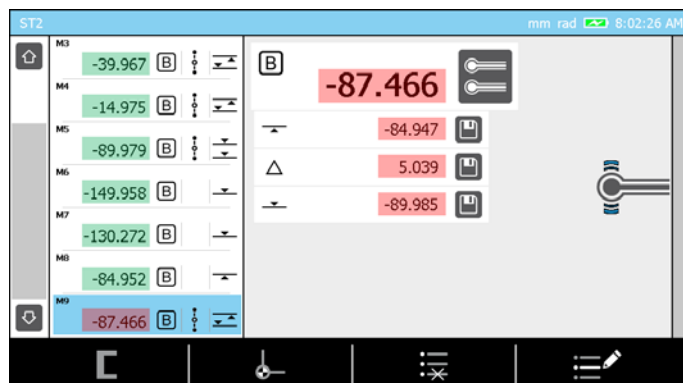 ST2
mm rad 8:02:26 AM
M3
-39.967 B
M4
-14.975 B
M5
-89.979 B
M6
-149.958 B
M7
-130.272 B
M8
-84.952 B
M9
-87.466 B
B
-87.466
-84.947
5.039
-89.985